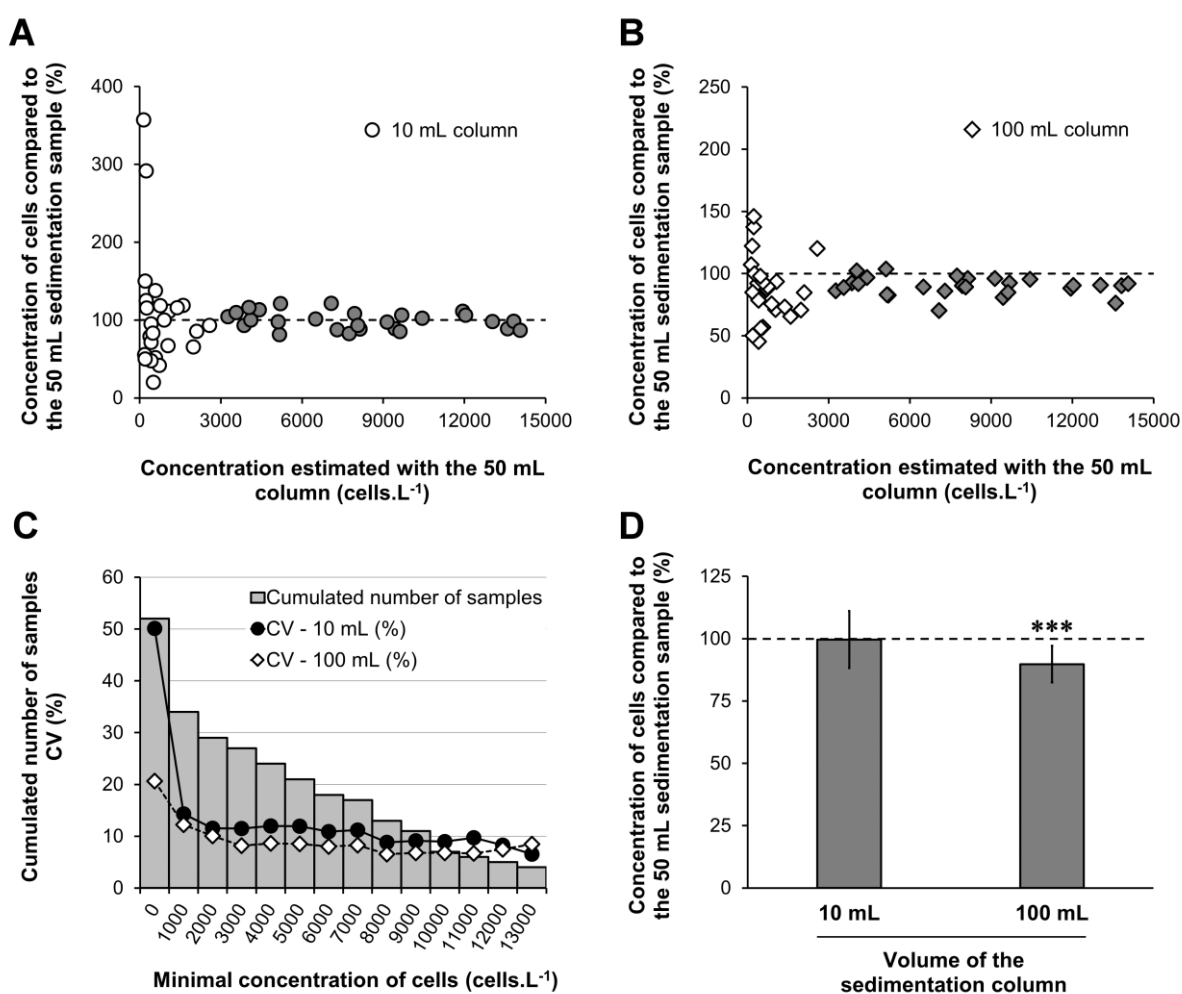 A
Concentration of cells compared to
the 50 mL sedimentation sample (%)
400
300
200
100
0
10 mL column
0 3000 6000 9000 12000 15000
Concentration estimated with the 50 mL
column (cells.L-1)
B
Concentration of cells compared to
the 50 mL sedimentation sample (%)
250
200
150
100
50
0
100 mL column
0 3000 6000 9000 12000 15000
Concentration estimated with the 50 mL
column (cells.L-1)
C
Cumulated number of samples
CV (%)
60
50
40
30
20
10
0
Cumulated number of samples
CV - 10 mL (%)
CV - 100 mL (%)
0 1000 2000 3000 4000 5000 6000 7000 8000 9000 10000 11000 12000 13000
Minimal concentration of cells (cells.L-1)
D
Concentration of cells compared to
the 50 mL sedimentation sample (%)
125
100
75
50
25
0
***
10 mL 100 mL
Volume of the
sedimentation column